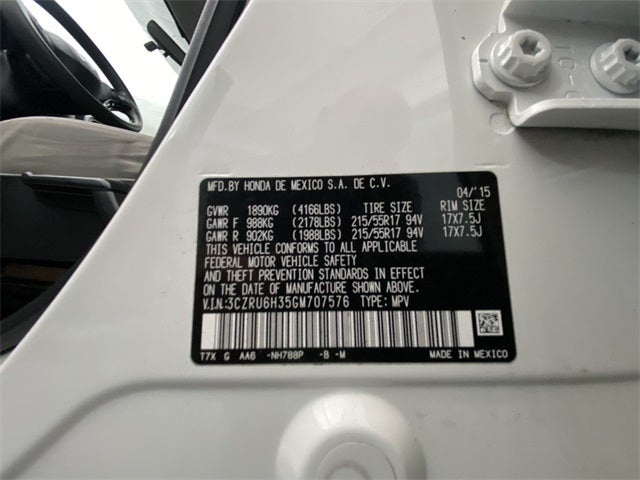 MFD.BY HONDA DE MEXICO S.A. DE C.V. 04/'15
GVWR 1890KG (4166LBS) TIRE SIZE RIM SIZE
GAWR F 988KG (2178LBS) 215/55R17 94V 17X7.5J
GAWR R 902KG (1988LBS) 215/55R17 94V 17X7.5J
THIS VEHICLE CONFORMS TO ALL APPLICABLE
FEDERAL MOTOR VEHICLE SAFETY
AND THEFT PREVENTION STANDARDS IN EFFECT
ON THE DATE OF MANUFACTURE SHOWN ABOVE.
V.I.N:3CZRU6H35GM707576 TYPE: MPV
T7X G AA6 -NH788P -B -M MADE IN MEXICO